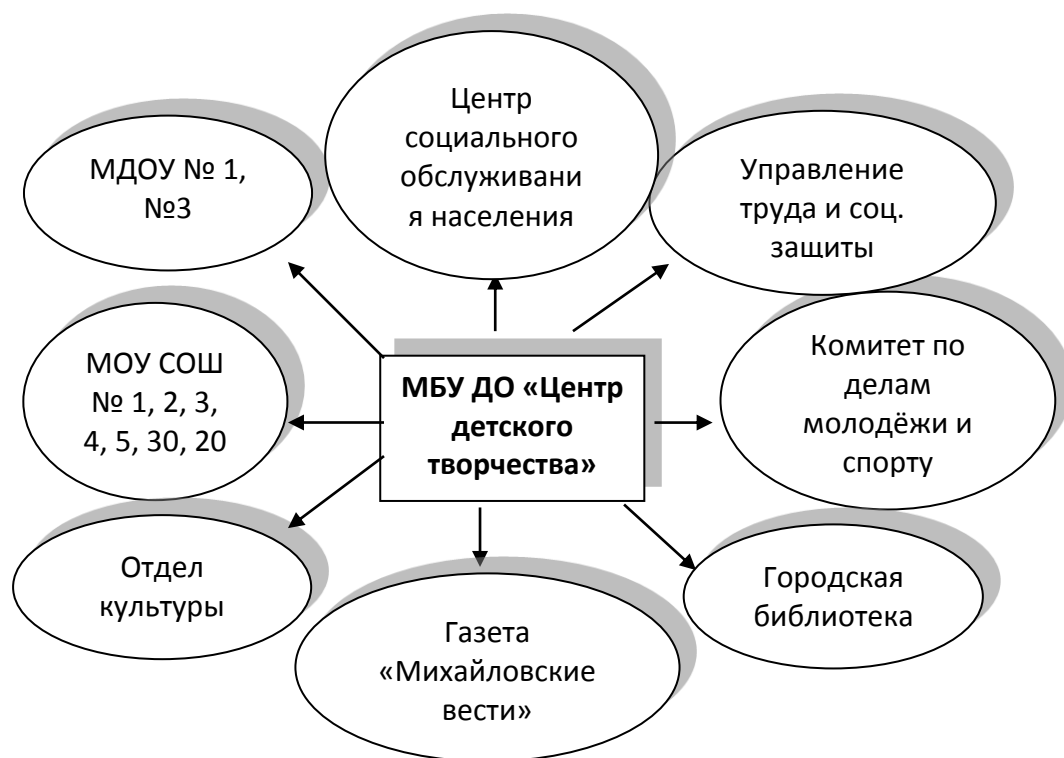 Центр
социального
обслуживани
я населения
МДОУ № 1,
№3
Управление
труда и соц.
защиты
МОУ СОШ
№ 1, 2, 3,
4, 5, 30, 20
МБУ ДО «Центр
детского
творчества»
Комитет по
делам
молодёжи и
спорту
Отдел
культуры
Газета
«Михайловские
вести»
Городская
библиотека